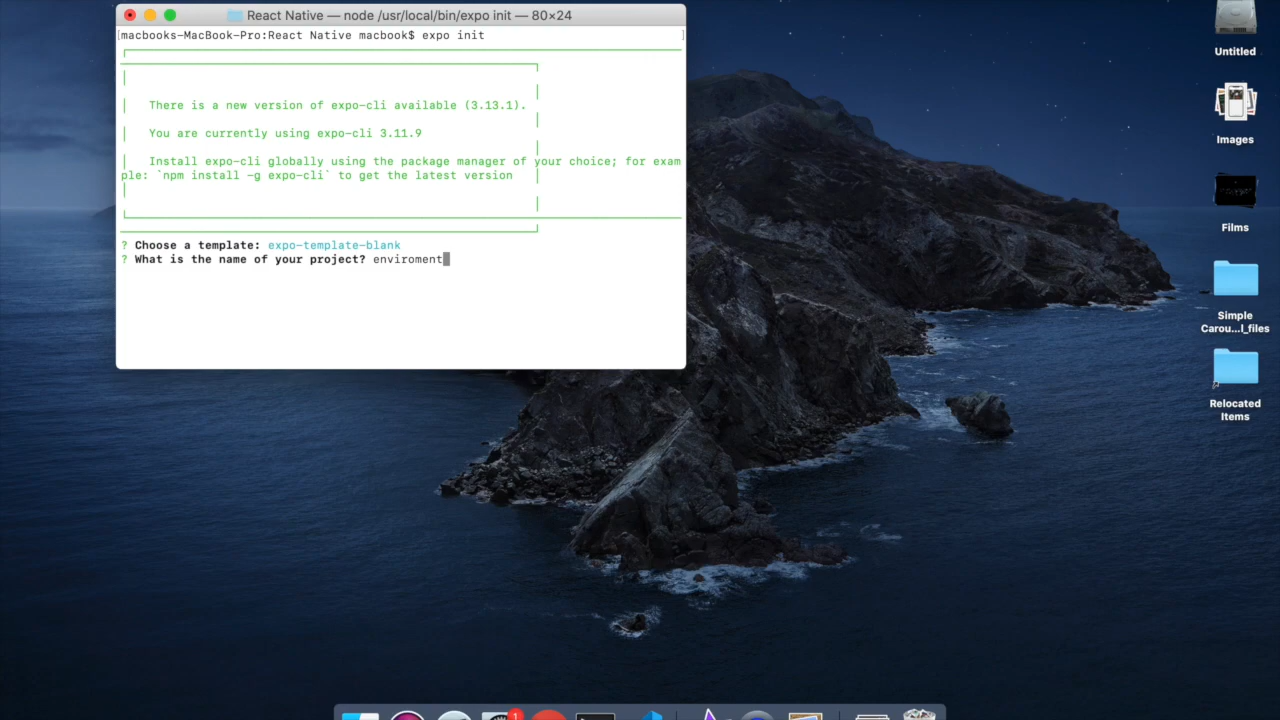 React Native — node /usr/local/bin/expo init — 80×24
[macbooks-MacBook-Pro:React Native macbook$ expo init ]
There is a new version of expo-cli available (3.13.1).
You are currently using expo-cli 3.11.9
Install expo-cli globally using the package manager of your choice; for exam
ple: `npm install -g expo-cli` to get the latest version
? Choose a template: expo-template-blank
? What is the name of your project? enviroment
Untitled
Images
Films
Simple
Carou...l_files
Relocated
Items
1